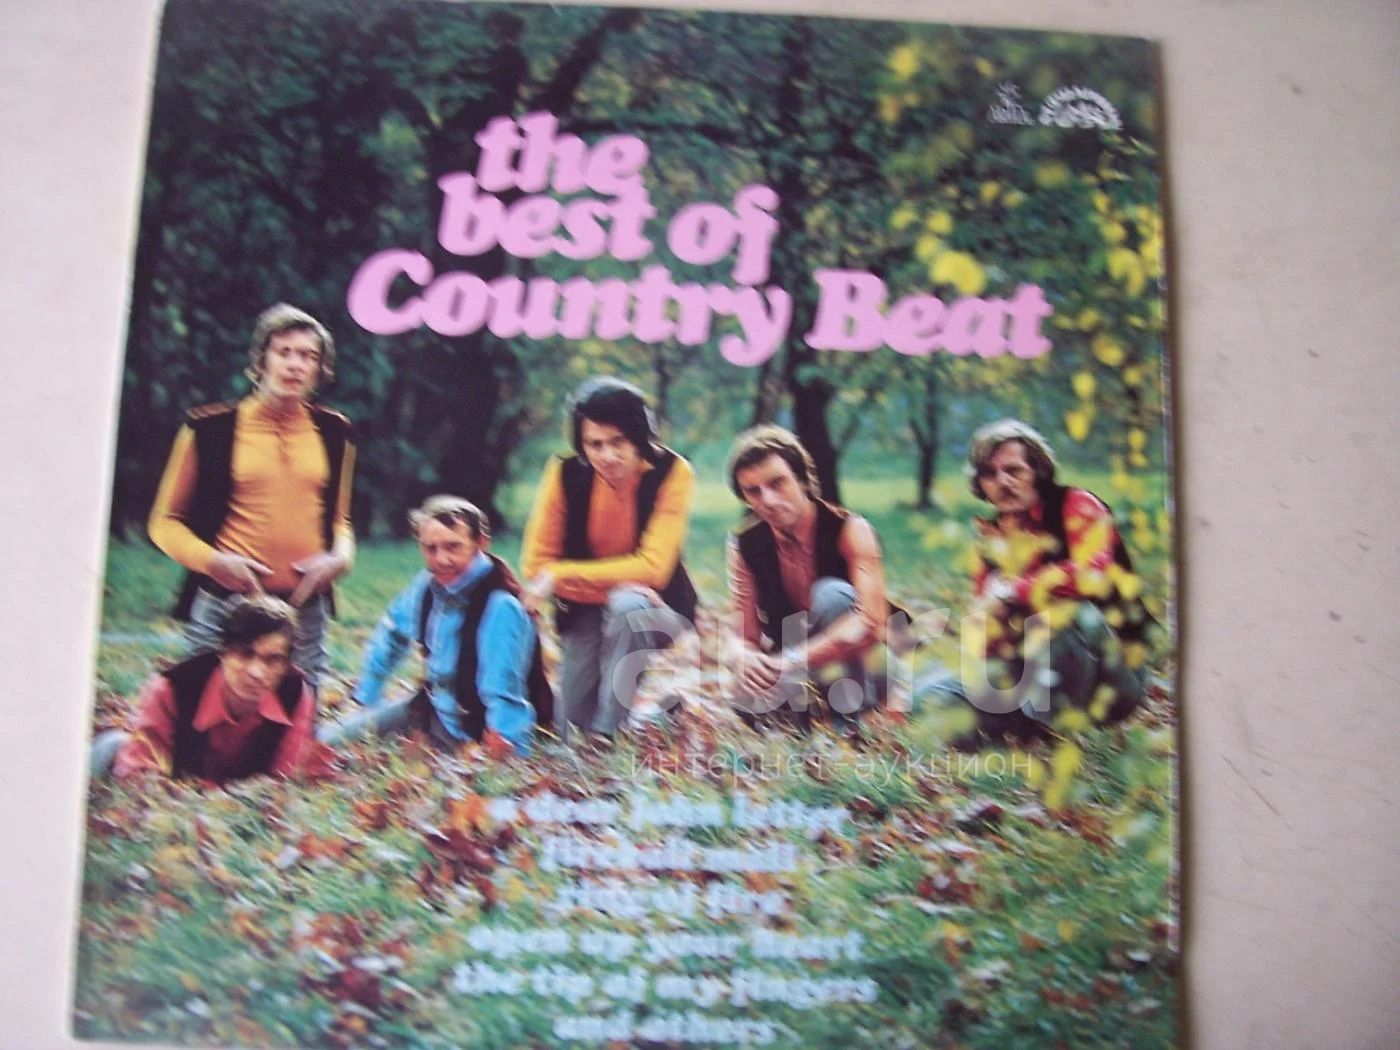 the
best of
Country Beat
au.ru
интернет-аукцион
a dear john letter
fireball mail
ring of fire
open up your heart
the tip of my fingers
and others